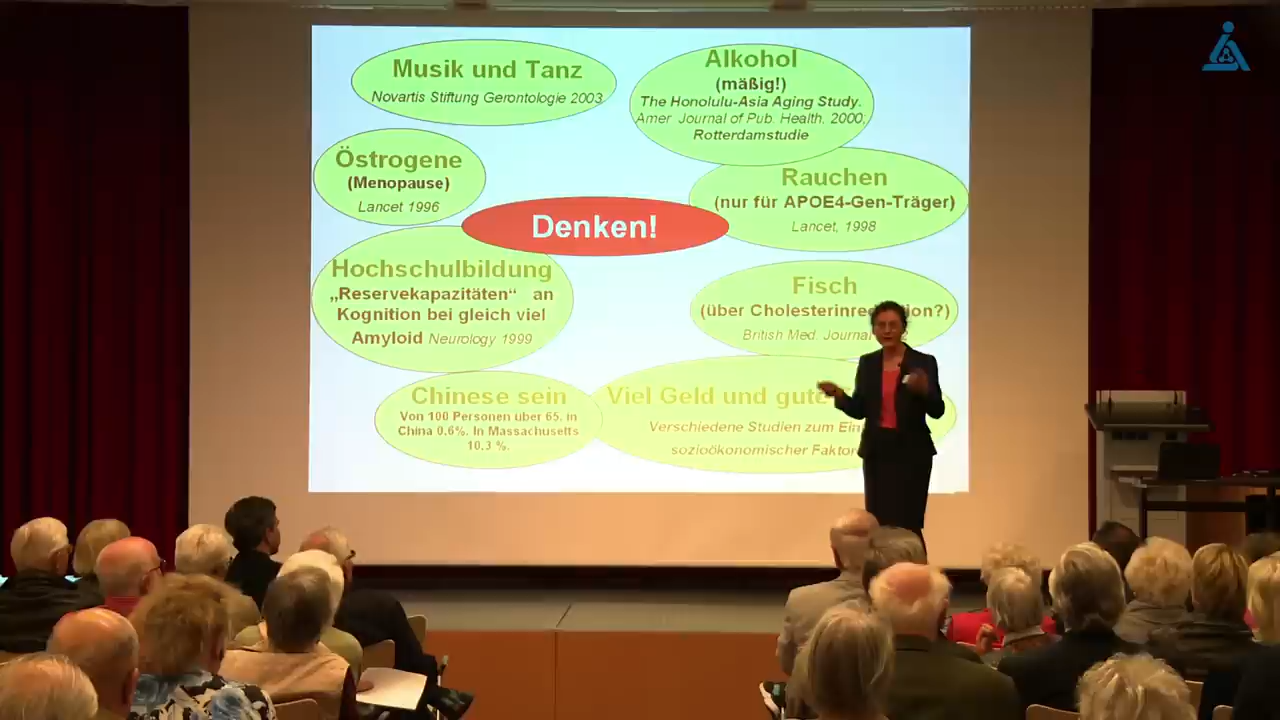 Musik und Tanz
Novartis Stiftung Gerontologie 2003
Alkohol
(mäßig!)
The Honolulu-Asia Aging Study.
Amer Journal of Pub. Health, 2000;
Rotterdamstudie
Östrogene
(Menopause)
Lancet 1996
Rauchen
(nur für APOE4-Gen-Träger)
Lancet, 1998
Denken!
Hochschulbildung
„Reservekapazitäten“ an
Kognition bei gleich viel
Amyloid Neurology 1999
Fisch
(über
British Med. Journal
Chinese sein
Von 100 Personen über 65. in
China 0.6%. In Massachusetts
10.3 %.
Viel Geld und
Verschiedene Studien zum
sozioökonomischer